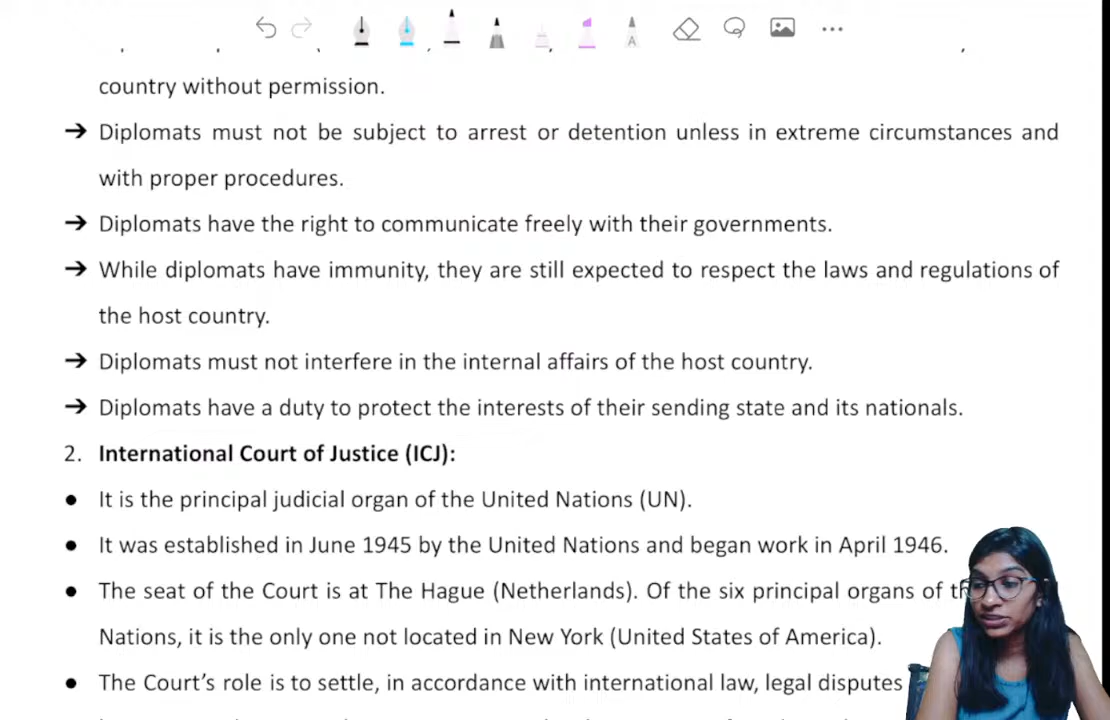 A
country without permission.
➔ Diplomats must not be subject to arrest or detention unless in extreme circumstances and
with proper procedures.
➔ Diplomats have the right to communicate freely with their governments.
➔ While diplomats have immunity, they are still expected to respect the laws and regulations of
the host country.
➔ Diplomats must not interfere in the internal affairs of the host country.
➔ Diplomats have a duty to protect the interests of their sending state and its nationals.
2. International Court of Justice (ICJ):
● It is the principal judicial organ of the United Nations (UN).
● It was established in June 1945 by the United Nations and began work in April 1946.
● The seat of the Court is at The Hague (Netherlands). Of the six principal organs of
Nations, it is the only one not located in New York (United States of America).
● The Court's role is to settle, in accordance with international law, legal disputes